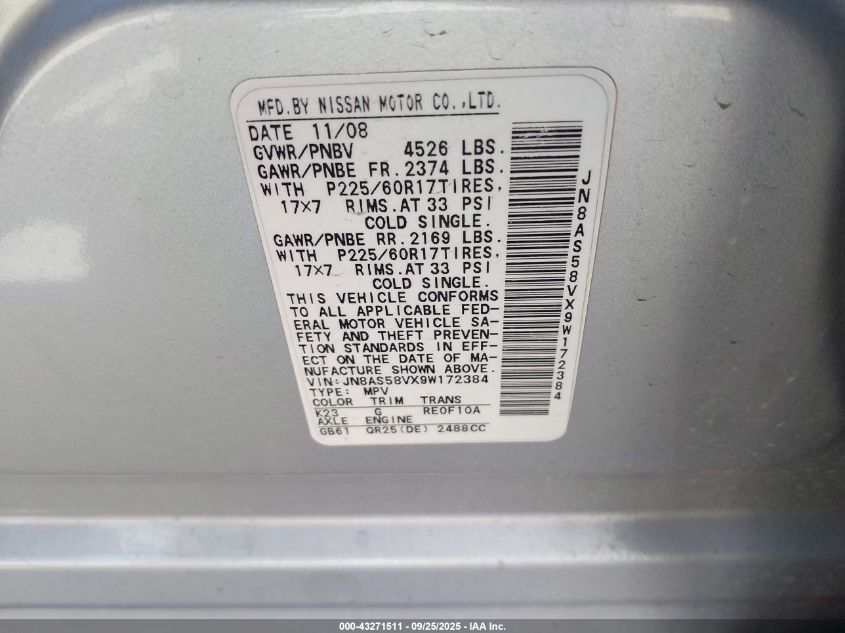 MFD.BY NISSAN MOTOR CO.,LTD.
DATE 11/08
GVWR/PNBV 4526 LBS.
GAWR/PNBE FR.2374 LBS.
WITH P225/60R17TIRES,
17×7 RIMS.AT 33 PSI
COLD SINGLE.
GAWR/PNBE RR.2169 LBS.
WITH P225/60R17TIRES,
17×7 RIMS.AT 33 PSI
COLD SINGLE.
THIS VEHICLE CONFORMS
TO ALL APPLICABLE FED-
ERAL MOTOR VEHICLE SA-
FETY AND THEFT PREVEN-
TION STANDARDS IN EFF-
ECT ON THE DATE OF MA-
NUFACTURE SHOWN ABOVE.
VIN:JN8AS58VX9W172384
TYPE: MPV
COLOR TRIM TRANS
K23 G RE0F10A
AXLE ENGINE
GB61 QR25(DE) 2488CC
JN8AS58VX9W172384
000-43271511 - 09/25/2025 - IAA Inc.